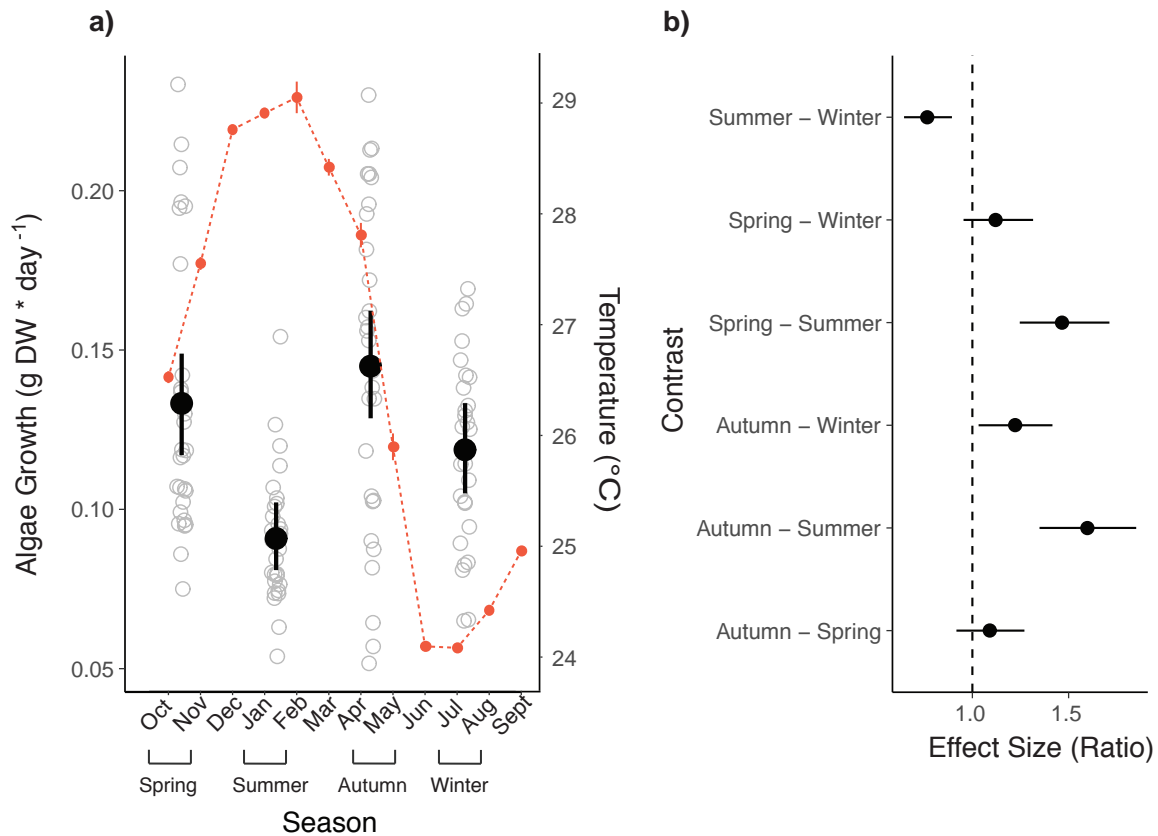 a)
Algae Growth (g DW * day⁻¹)
0.20
0.15
0.10
0.05
29
28
27
26
25
24
Temperature (°C)
Oct
Nov
Dec
Jan
Feb
Mar
Apr
May
Jun
Jul
Aug
Sept
Spring
Summer
Autumn
Winter
Season
b)
Contrast
Summer − Winter
Spring − Winter
Spring − Summer
Autumn − Winter
Autumn − Summer
Autumn − Spring
1.0
1.5
Effect Size (Ratio)